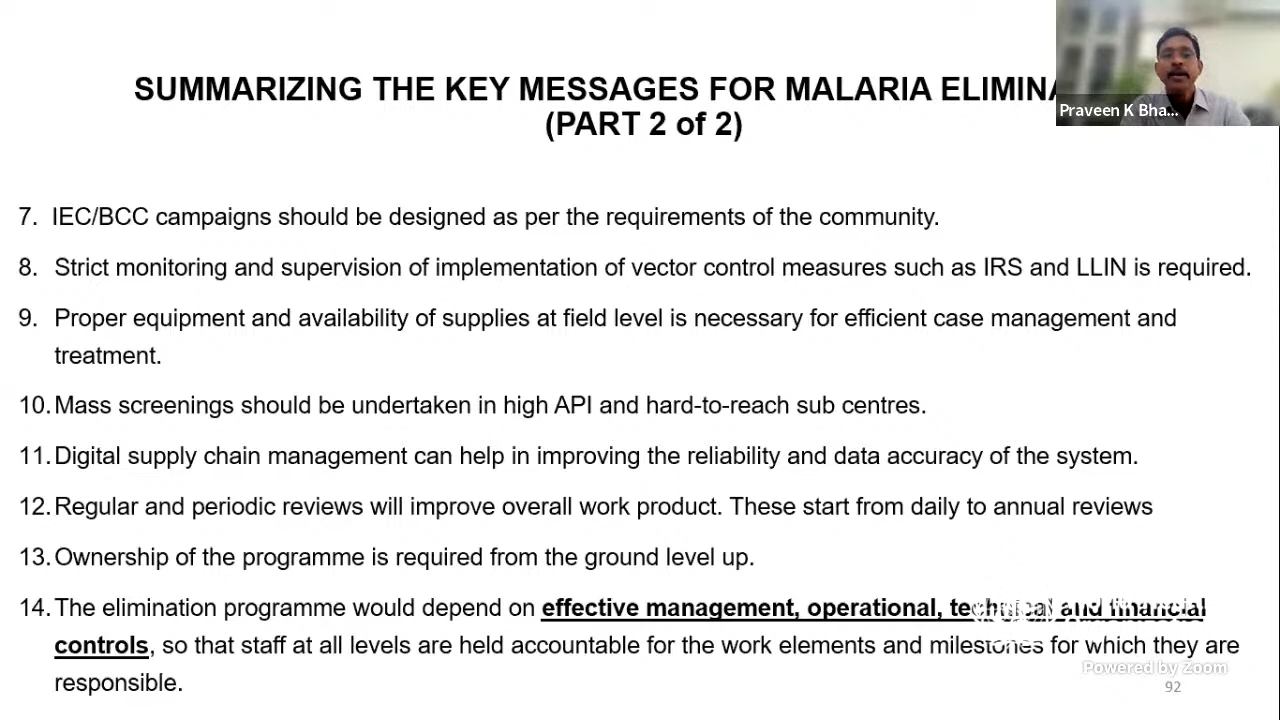 SUMMARIZING THE KEY MESSAGES FOR MALARIA ELIMINA
(PART 2 of 2)
Praveen K Bha...
7. IEC/BCC campaigns should be designed as per the requirements of the community.
8. Strict monitoring and supervision of implementation of vector control measures such as IRS and LLIN is required.
9. Proper equipment and availability of supplies at field level is necessary for efficient case management and
treatment.
10. Mass screenings should be undertaken in high API and hard-to-reach sub centres.
11. Digital supply chain management can help in improving the reliability and data accuracy of the system.
12. Regular and periodic reviews will improve overall work product. These start from daily to annual reviews
13. Ownership of the programme is required from the ground level up.
14. The elimination programme would depend on effective management, operational, technical and financial
controls, so that staff at all levels are held accountable for the work elements and milestones for which they are
responsible.
Powered by Zoom
92